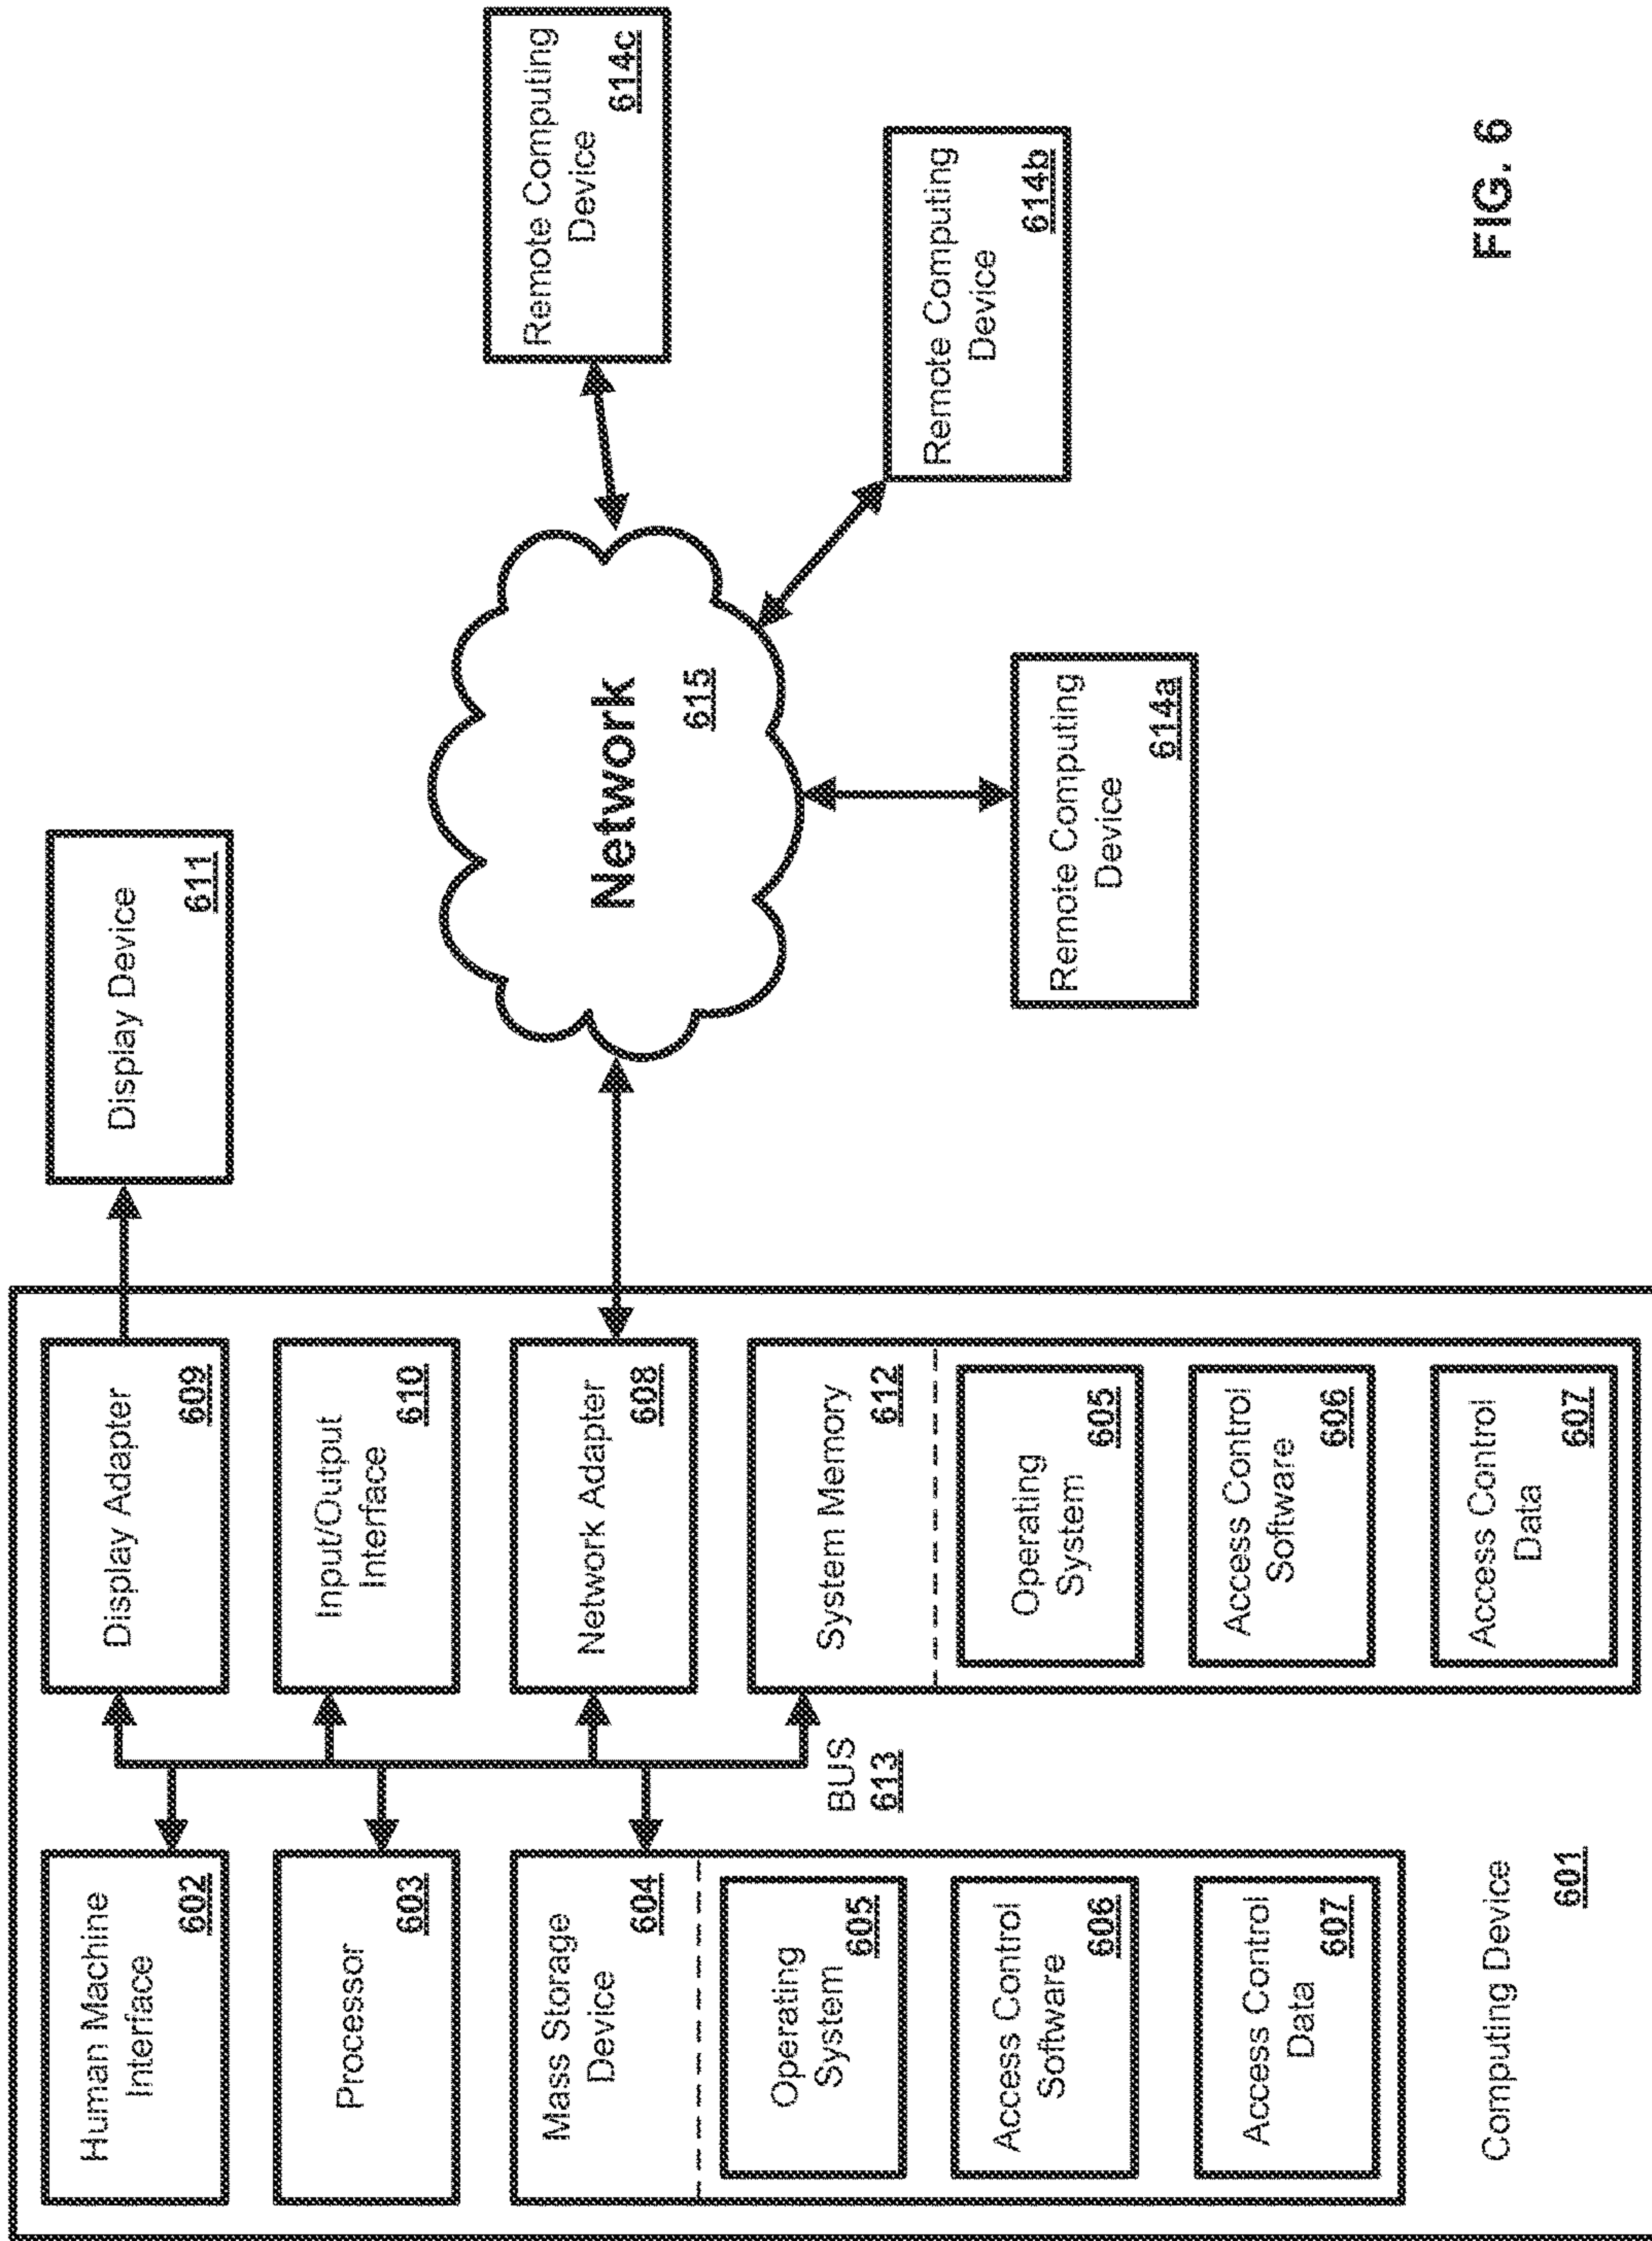 Human Machine
Interface
602
Processor
603
Mass Storage
Device
604
Operating
System
605
Access Control
Software
606
Access Control
Data
607
Computing Device
601
BUS
613
Display Adapter
609
Input/Output
Interface
610
Network Adapter
608
System Memory
612
Operating
System
605
Access Control
Software
606
Access Control
Data
607
Display Device
611
Network
615
Remote Computing
Device
614a
Remote Computing
Device
614b
Remote Computing
Device
614c
FIG. 6